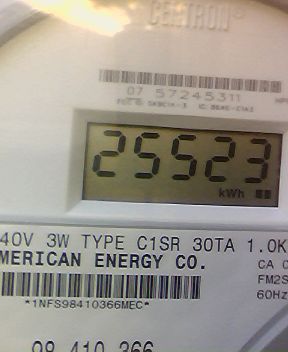 CENTRON
07 57245311
25523
kWh
40V 3W TYPE C1SR 30TA 1.0K
MERICAN ENERGY CO.
CA 0
FM2S
60Hz
*1NFS98410366MEC*
98 410 366